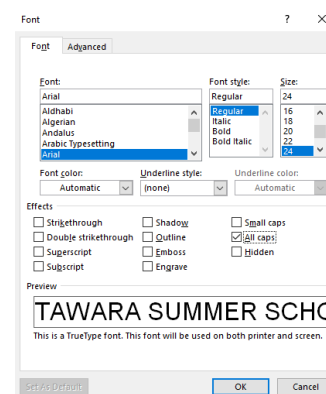 Font ? X
Font Advanced
Font: Font style: Size:
Arial Regular 24
Aldhabi Regular 16
Algerian Italic 18
Andalus Bold 20
Arabic Typesetting Bold Italic 22
Arial 24
Font color: Underline style: Underline color:
Automatic (none) Automatic
Effects
Strikethrough Shadow Small caps
Double strikethrough Outline All caps
Superscript Emboss Hidden
Subscript Engrave
Preview
TAWARA SUMMER SCHO
This is a TrueType font. This font will be used on both printer and screen.
Set As Default OK Cancel